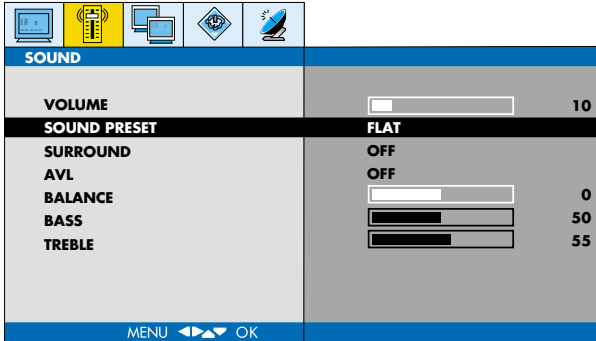 SOUND
VOLUME 10
SOUND PRESET FLAT
SURROUND OFF
AVL OFF
BALANCE 0
BASS 50
TREBLE 55
MENU ◀▶▲▼ OK